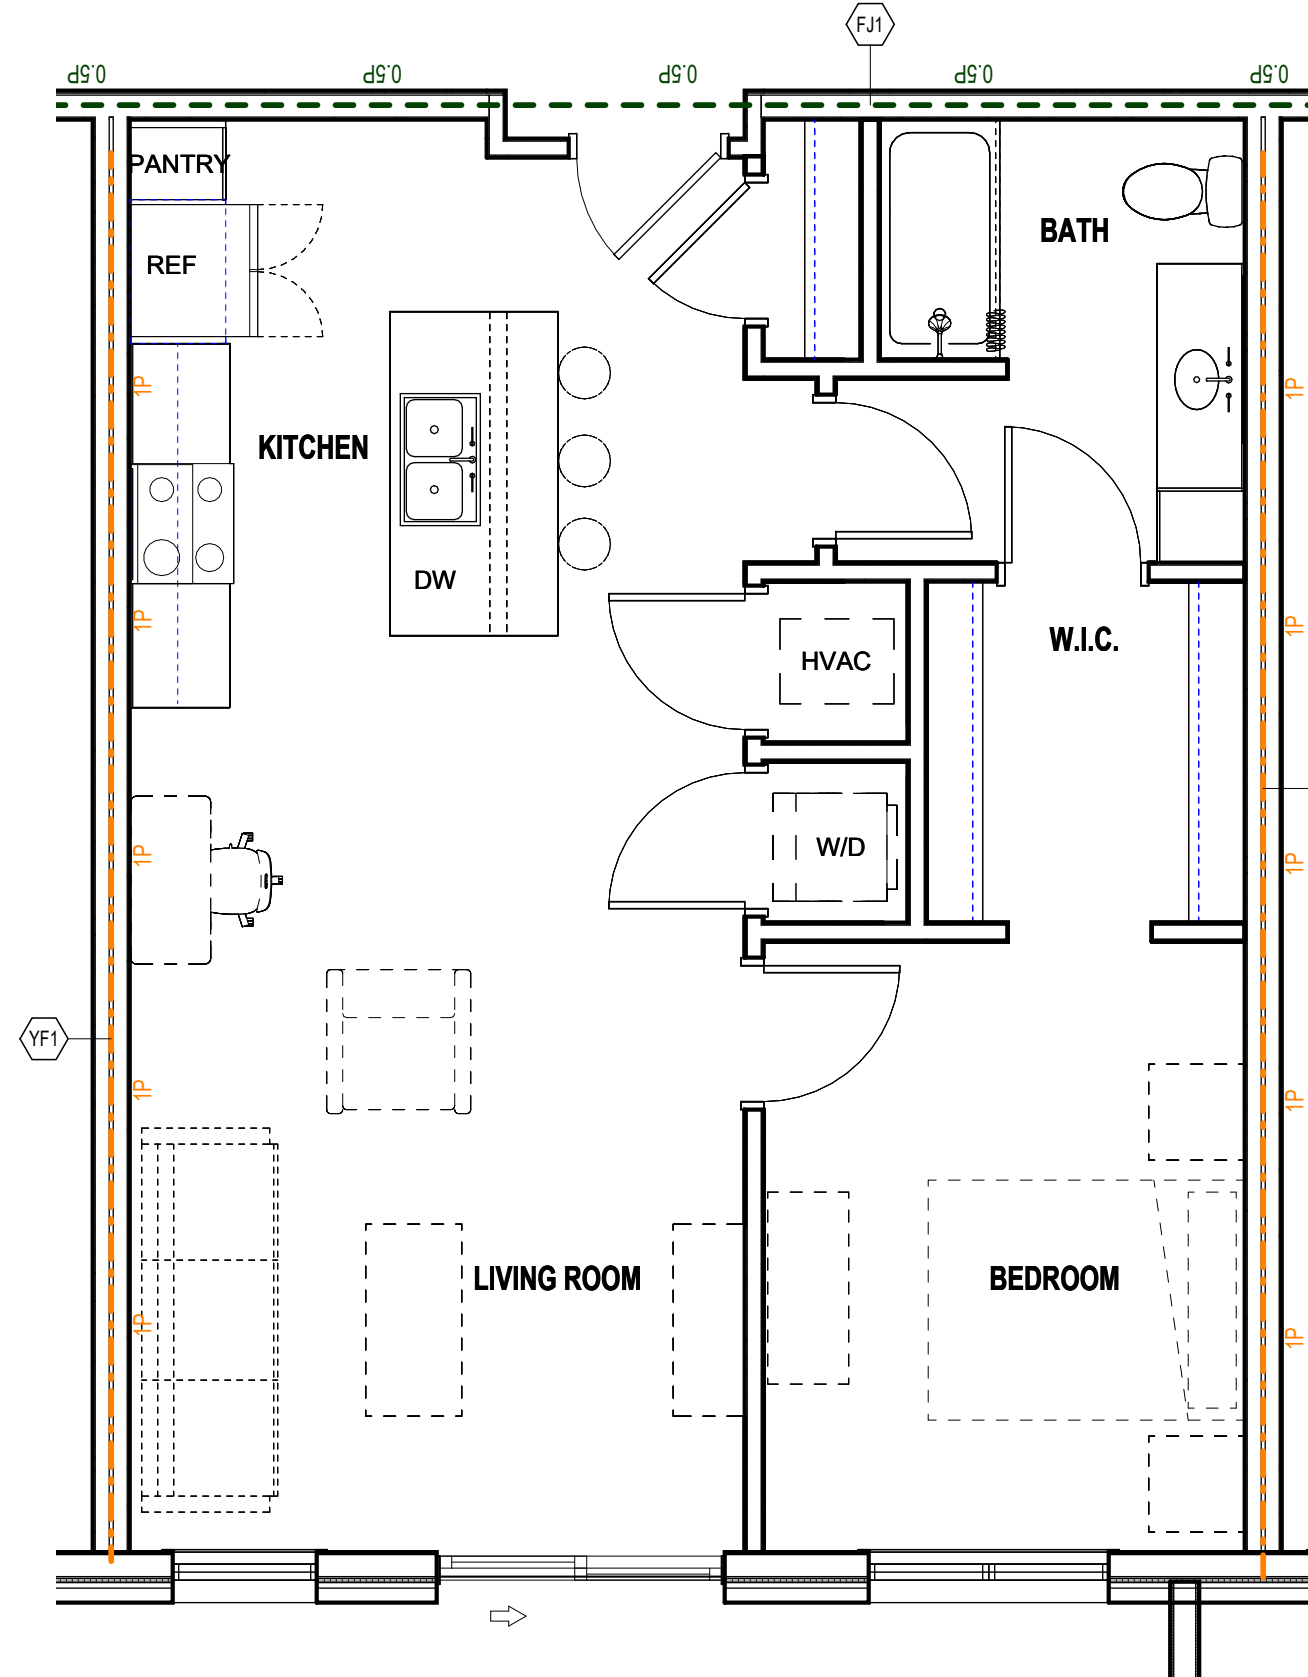 FJ1
0.5P
0.5P
0.5P
0.5P
0.5P
PANTRY
BATH
REF
1P
1P
KITCHEN
DW
1P
1P
W.I.C.
HVAC
W/D
1P
1P
YF1
1P
1P
LIVING ROOM
BEDROOM
1P
1P